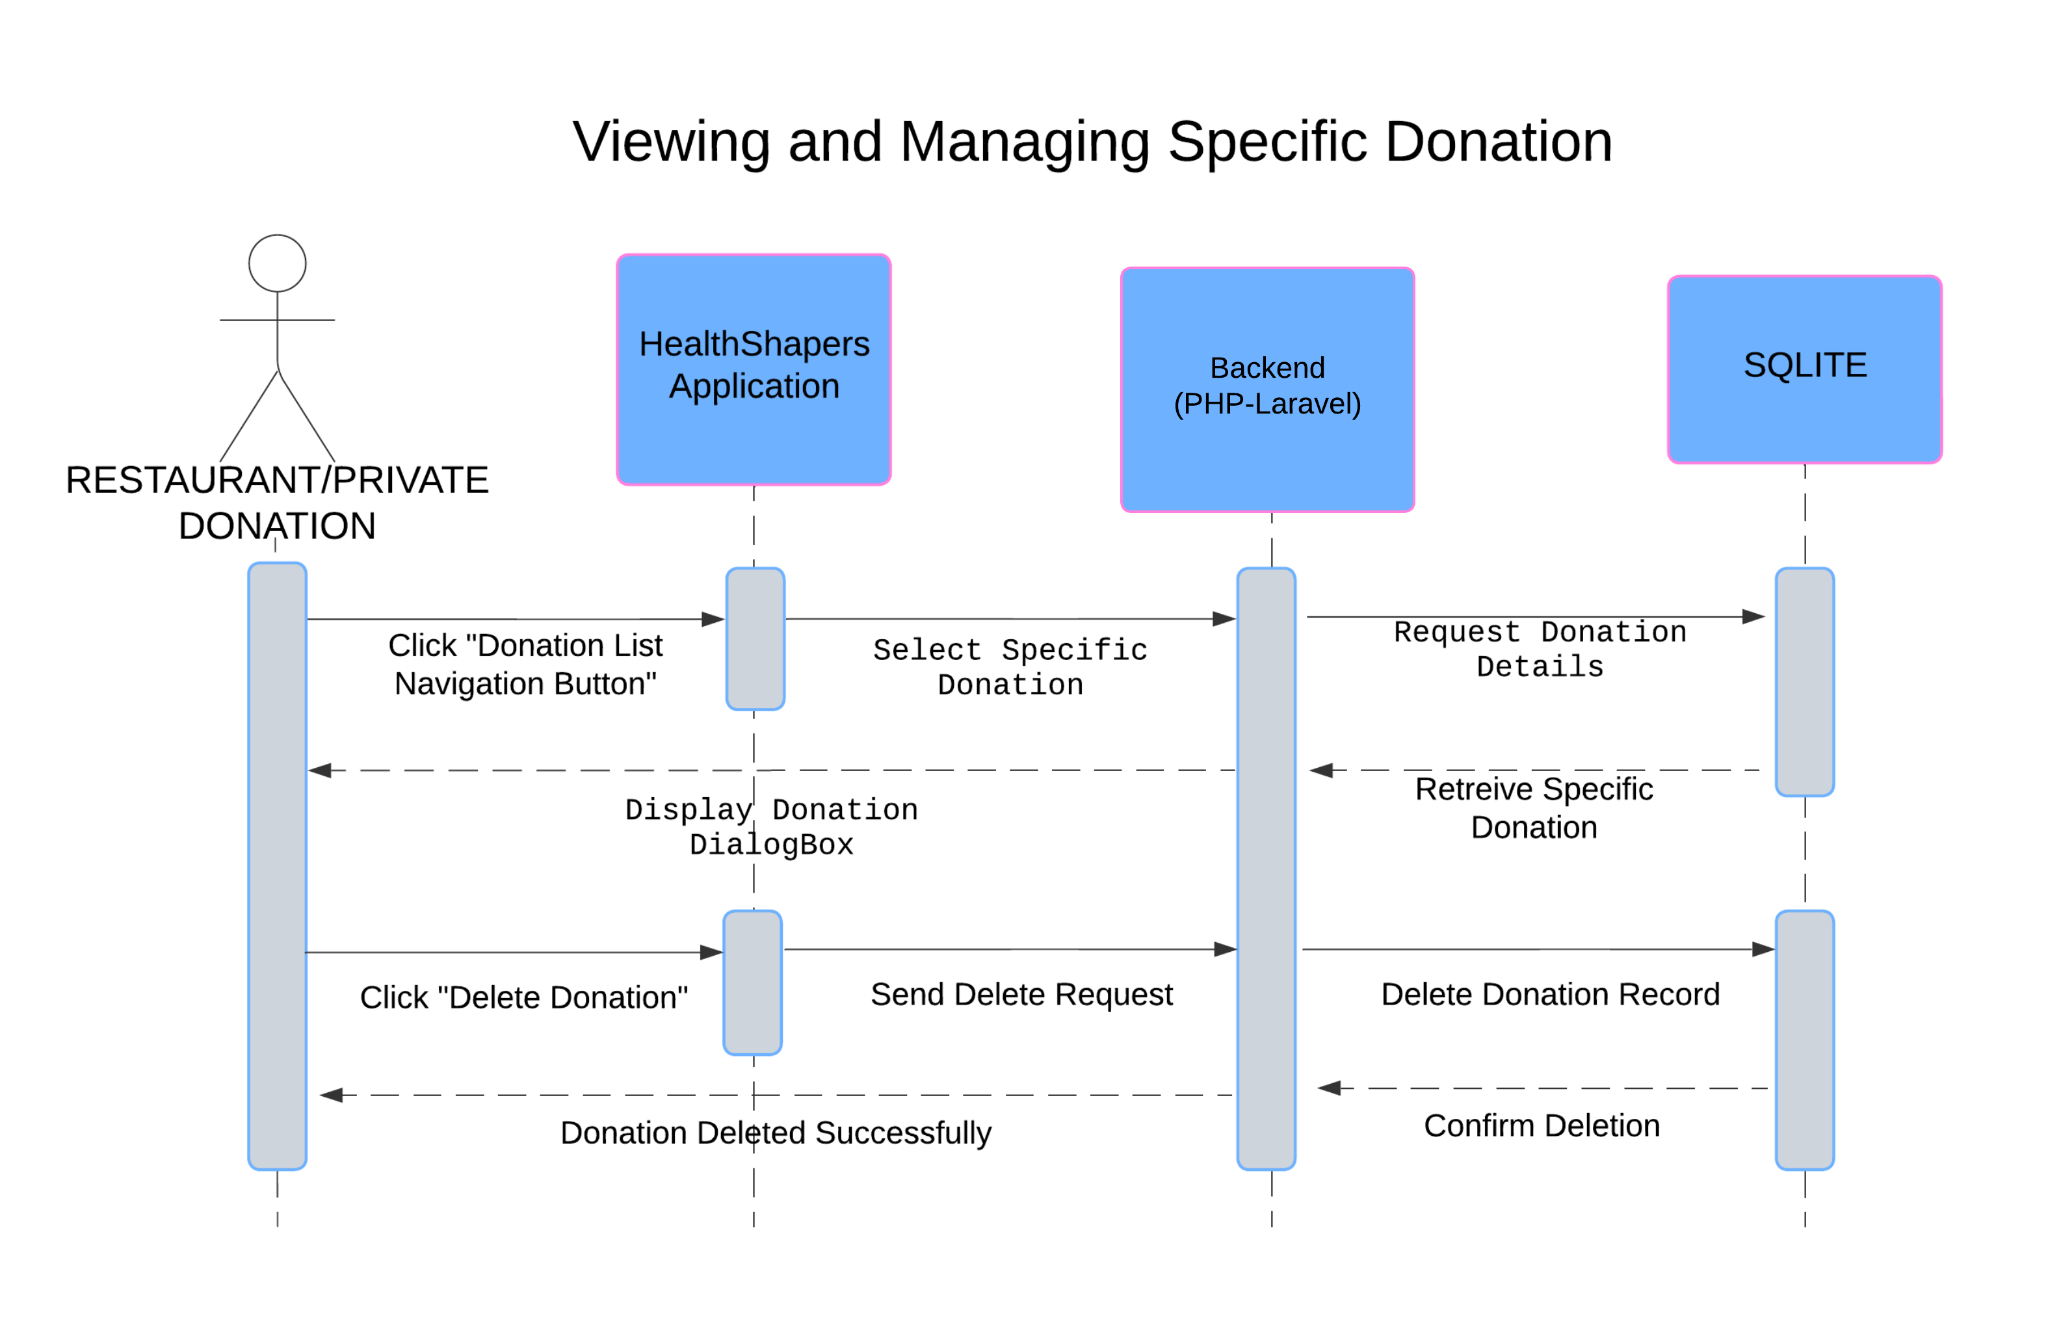 Viewing and Managing Specific Donation
RESTAURANT/PRIVATE
DONATION
HealthShapers
Application
Backend
(PHP-Laravel)
SQLITE
Click "Donation List
Navigation Button"
Select Specific
Donation
Request Donation
Details
Display Donation
DialogBox
Retreive Specific
Donation
Click "Delete Donation"
Send Delete Request
Delete Donation Record
Donation Deleted Successfully
Confirm Deletion